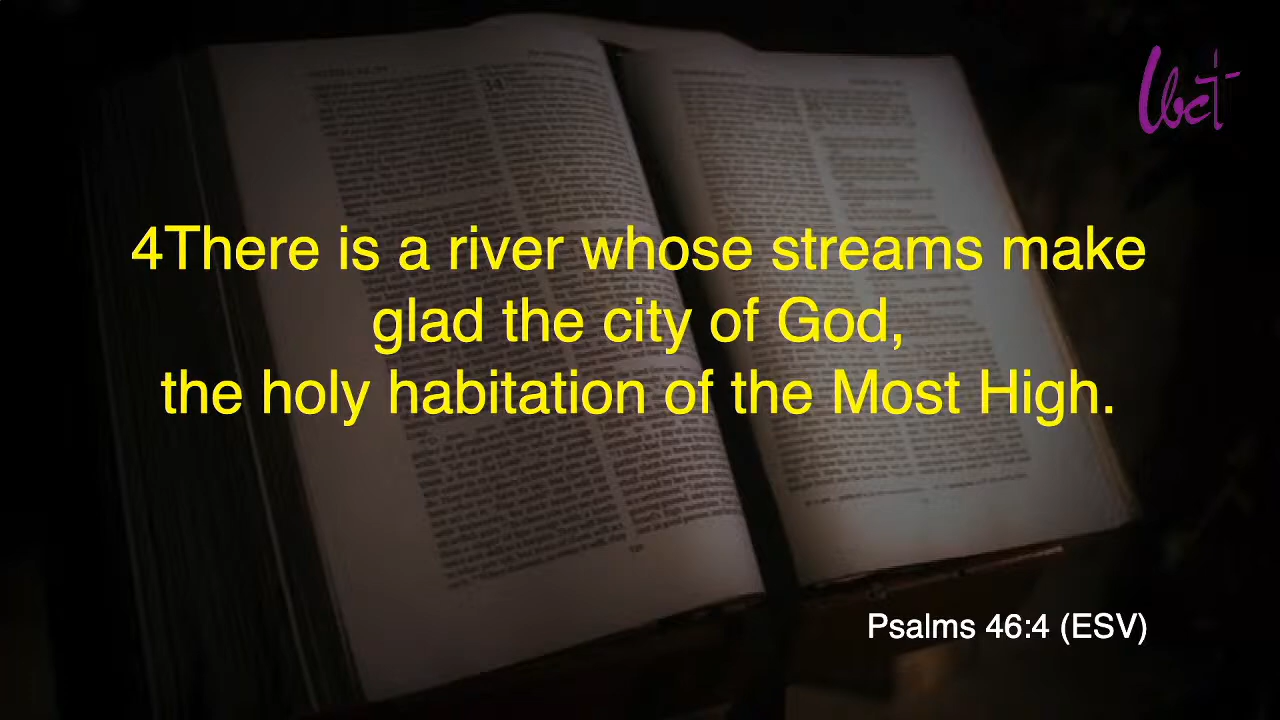 lbct
4There is a river whose streams make
glad the city of God,
the holy habitation of the Most High.
Psalms 46:4 (ESV)